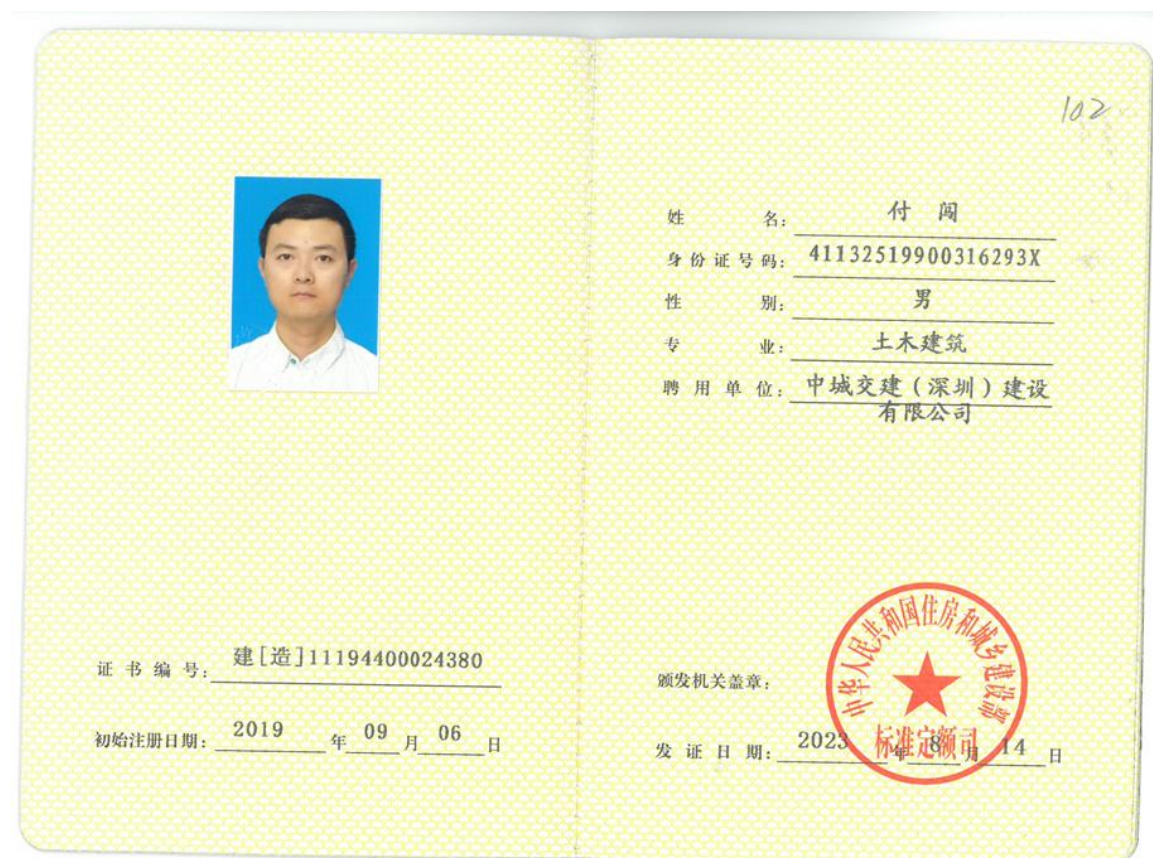 102
姓 名: 付 闯
身份证号码: 41132519900316293X
性 别: 男
专 业: 土木建筑
聘 用 单 位: 中城交建(深圳)建设
有限公司
证 书 编 号: 建[造]11194400024380
初始注册日期: 2019 年 09 月 06 日
中华人民共和国住房和城乡建设部
标准定额司
颁发机关盖章:
发 证 日 期: 2023 年 8 月 14 日